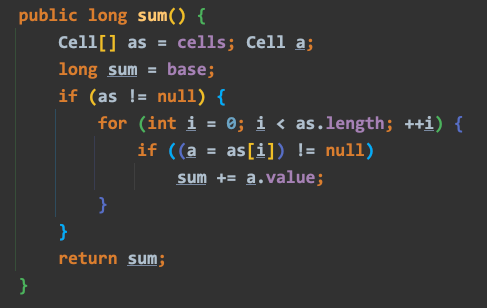 public long sum() {
    Cell[] as = cells; Cell a;
    long sum = base;
    if (as != null) {
        for (int i = 0; i < as.length; ++i) {
            if ((a = as[i]) != null)
                sum += a.value;
        }
    }
    return sum;
}